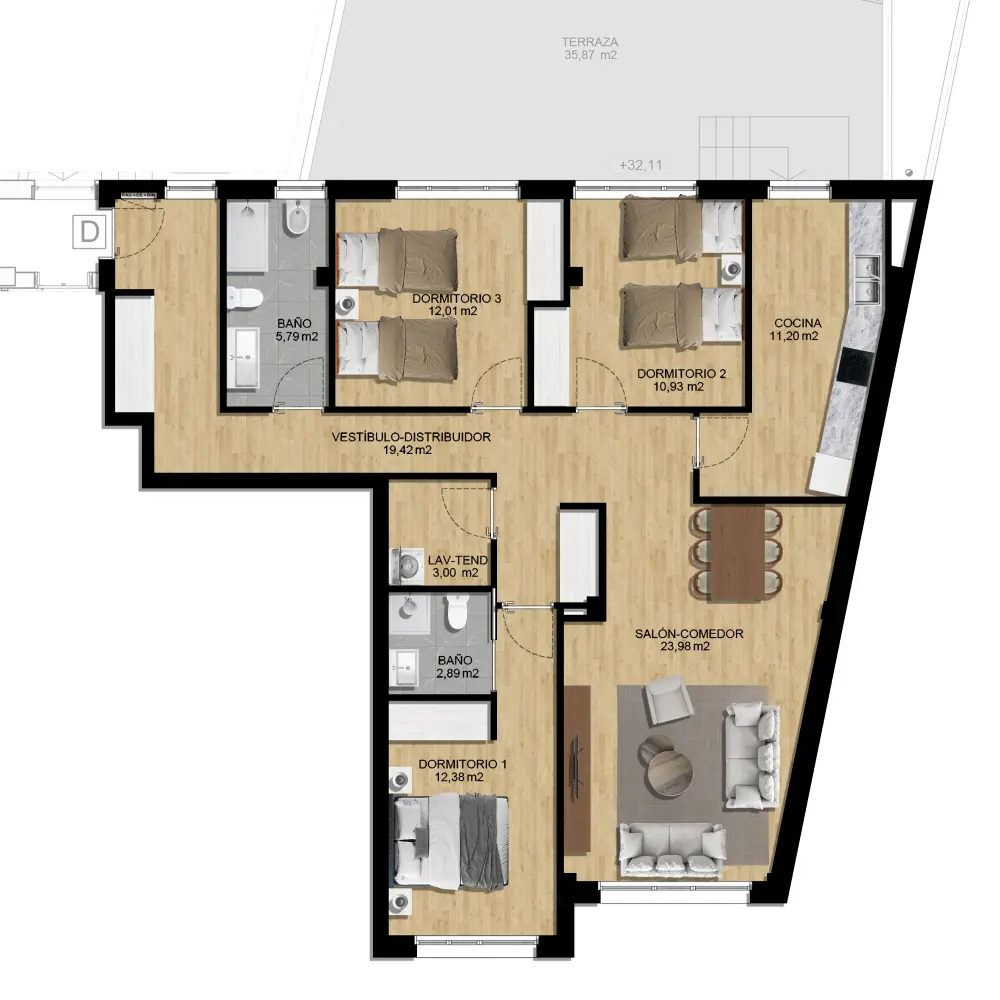 TERRAZA
35,87 m2
+32,11
D
DORMITORIO 3
12,01 m2
BAÑO
5,79 m2
COCINA
11,20 m2
DORMITORIO 2
10,93 m2
VESTÍBULO-DISTRIBUIDOR
19,42 m2
LAV-TEND
3,00 m2
SALÓN-COMEDOR
23,98 m2
BAÑO
2,89 m2
DORMITORIO 1
12,38 m2